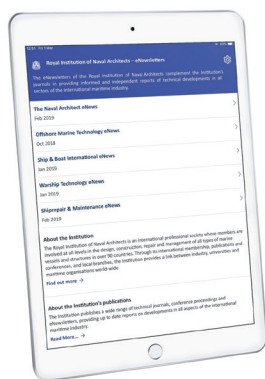 Royal Institution of Naval Architects - eNewsletters
The eNewsletters of the Royal Institution of Naval Architects complement the Institution's
journals in providing informed and independent reports of technical developments in all
sectors of the international maritime industry.
The Naval Architect eNews
Feb 2019
Offshore Marine Technology eNews
Oct 2018
Ship & Boat International eNews
Jan 2019
Warship Technology eNews
Jan 2019
Shiprepair & Maintenance eNews
Feb 2019
About the Institution
The Royal Institution of Naval Architects is an international professional society whose members are
involved at all levels in the design, construction, repair and management of all types of marine
vessels and structures in over 90 countries. Through its international membership, publications and
conferences, and local branches, the Institution provides a link between industry, universities and
maritime organisations world-wide.
Find out more →
About the Institution's publications
The Institution publishes a wide range of technical journals, conference proceedings and
eNewsletters, providing up to date reports on developments in all aspects of the international
maritime industry.
Read More... →